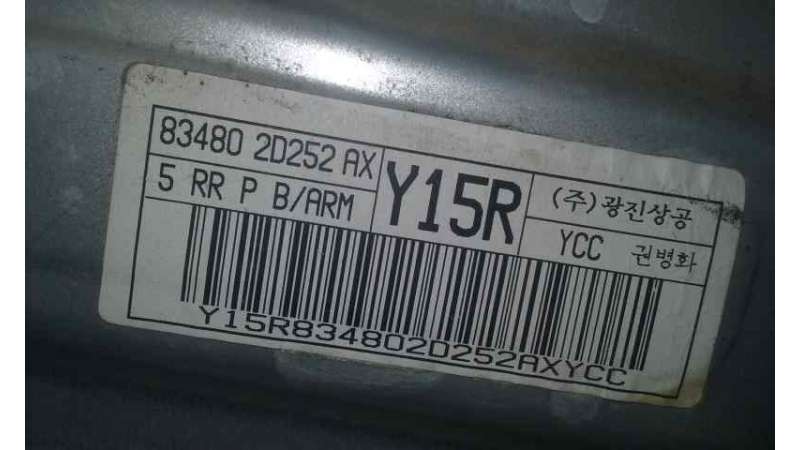 83480 2D252 AX
5 RR P B/ARM
Y15R
(주)광진상공
YCC 권병화
Y15R834802D252AXYCC